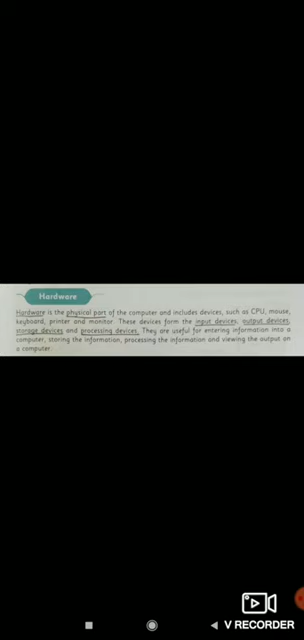 Hardware
Hardware is the physical part of the computer and includes devices, such as CPU, mouse,
keyboard, printer and monitor. These devices form the input devices, output devices,
storage devices and processing devices. They are useful for entering information into a
computer, storing the information, processing the information and viewing the output on
a computer.
V RECORDER